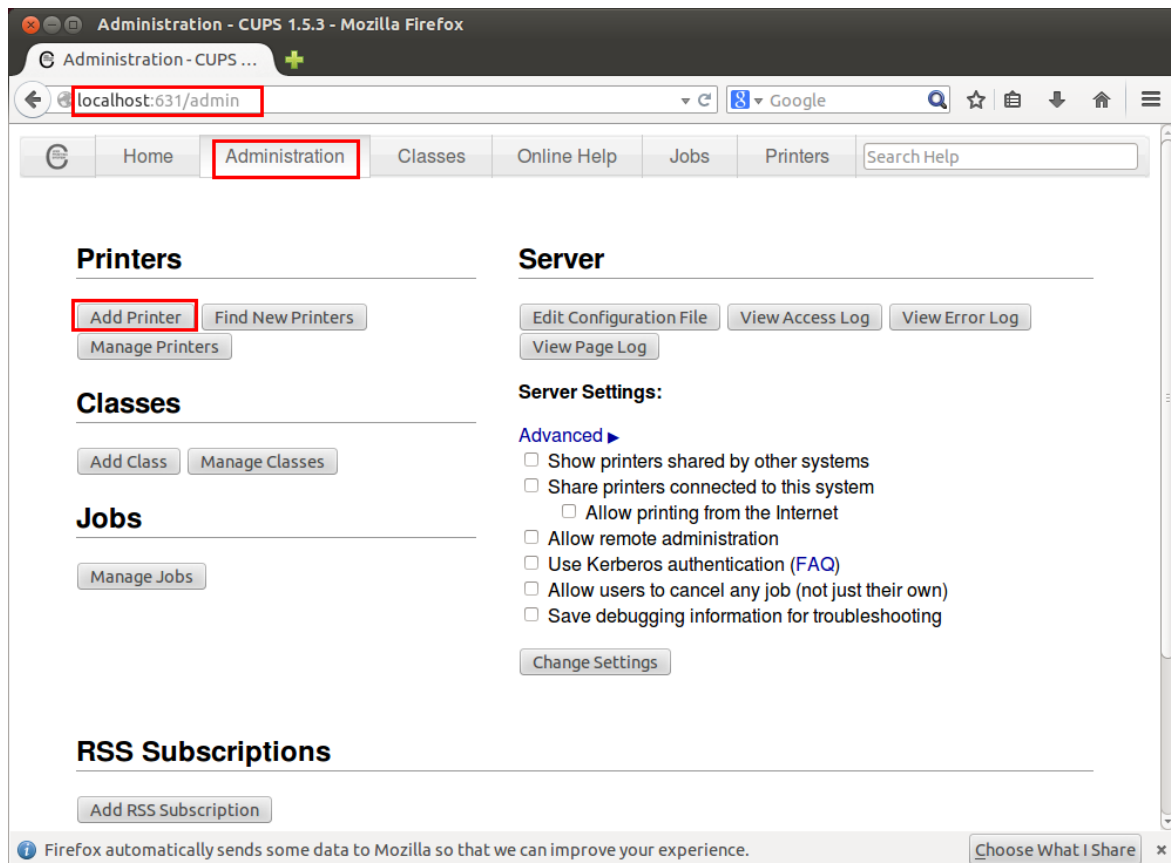 Administration - CUPS 1.5.3 - Mozilla Firefox
Administration - CUPS ...
localhost:631/admin
Google
Home Administration Classes Online Help Jobs Printers Search Help
Printers
Add Printer Find New Printers
Manage Printers
Classes
Add Class Manage Classes
Jobs
Manage Jobs
Server
Edit Configuration File View Access Log View Error Log
View Page Log
Server Settings:
Advanced ▶
Show printers shared by other systems
Share printers connected to this system
Allow printing from the Internet
Allow remote administration
Use Kerberos authentication (FAQ)
Allow users to cancel any job (not just their own)
Save debugging information for troubleshooting
Change Settings
RSS Subscriptions
Add RSS Subscription
Firefox automatically sends some data to Mozilla so that we can improve your experience. Choose What I Share